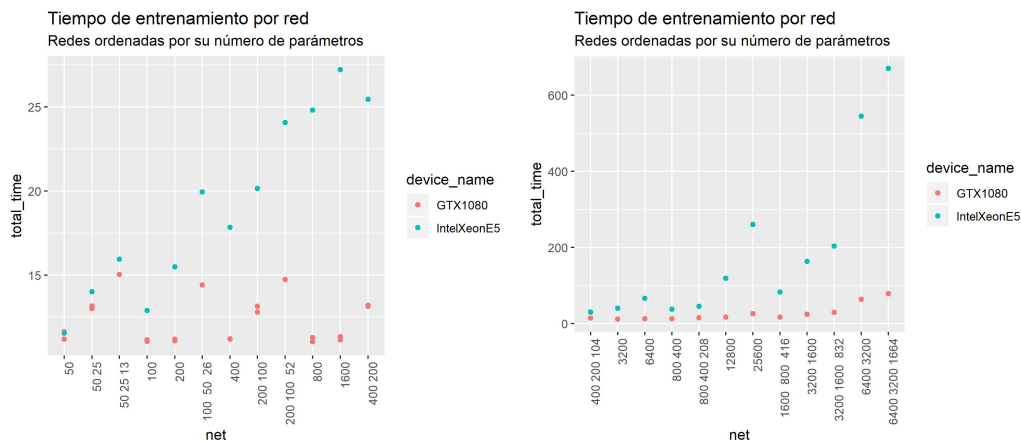 Tiempo de entrenamiento por red
Redes ordenadas por su número de parámetros
total_time
25
20
15
50
50 25
50 25 13
100
200
100 50 26
400
200 100
200 100 52
800
1600
400 200
net
device_name
GTX1080
IntelXeonE5
Tiempo de entrenamiento por red
Redes ordenadas por su número de parámetros
total_time
600
400
200
0
400 200 104
3200
6400
800 400
800 400 208
12800
25600
1600 800 416
3200 1600
3200 1600 832
6400 3200
6400 3200 1664
net
device_name
GTX1080
IntelXeonE5